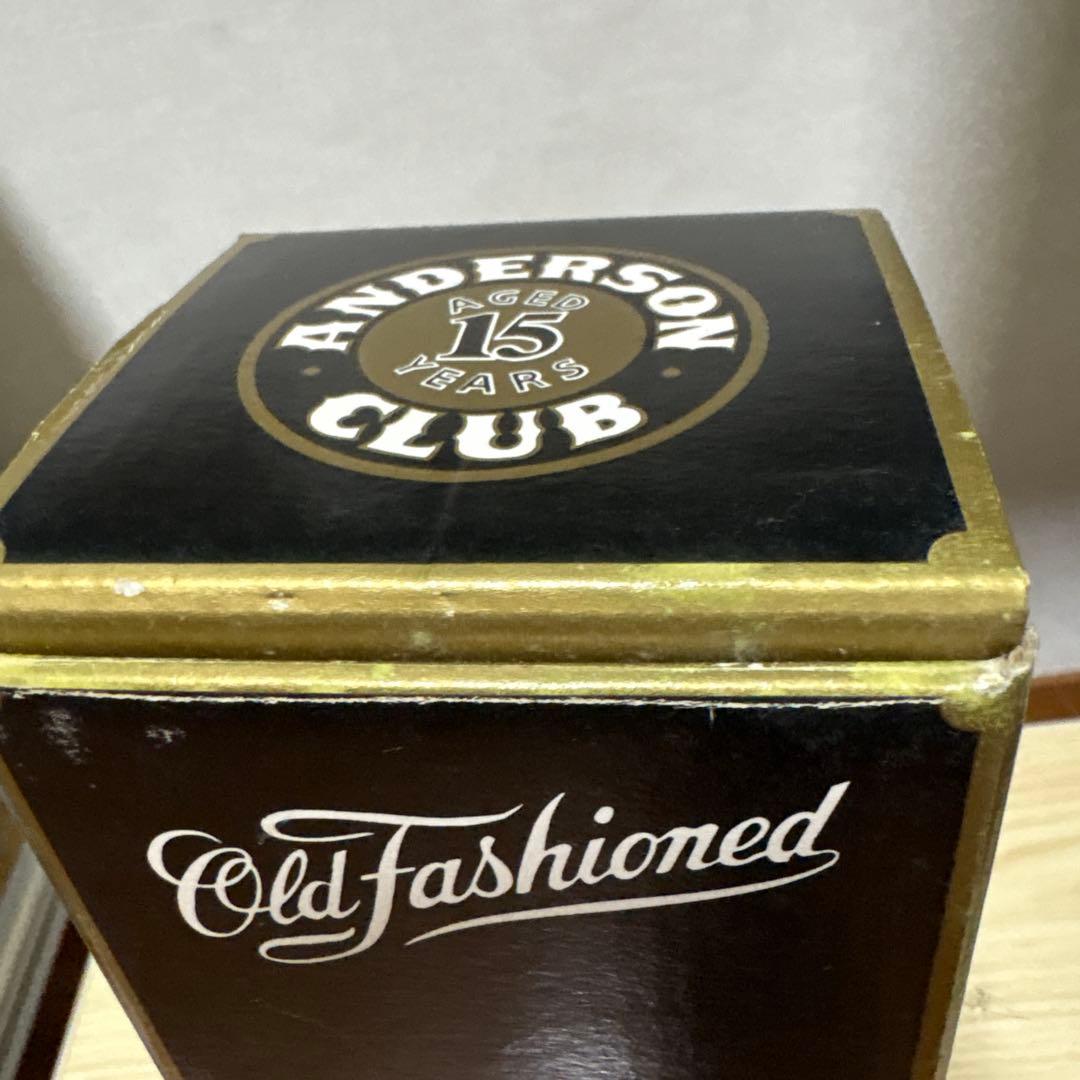 ANDERSON
AGED
15
YEARS
CLUB
Old Fashioned